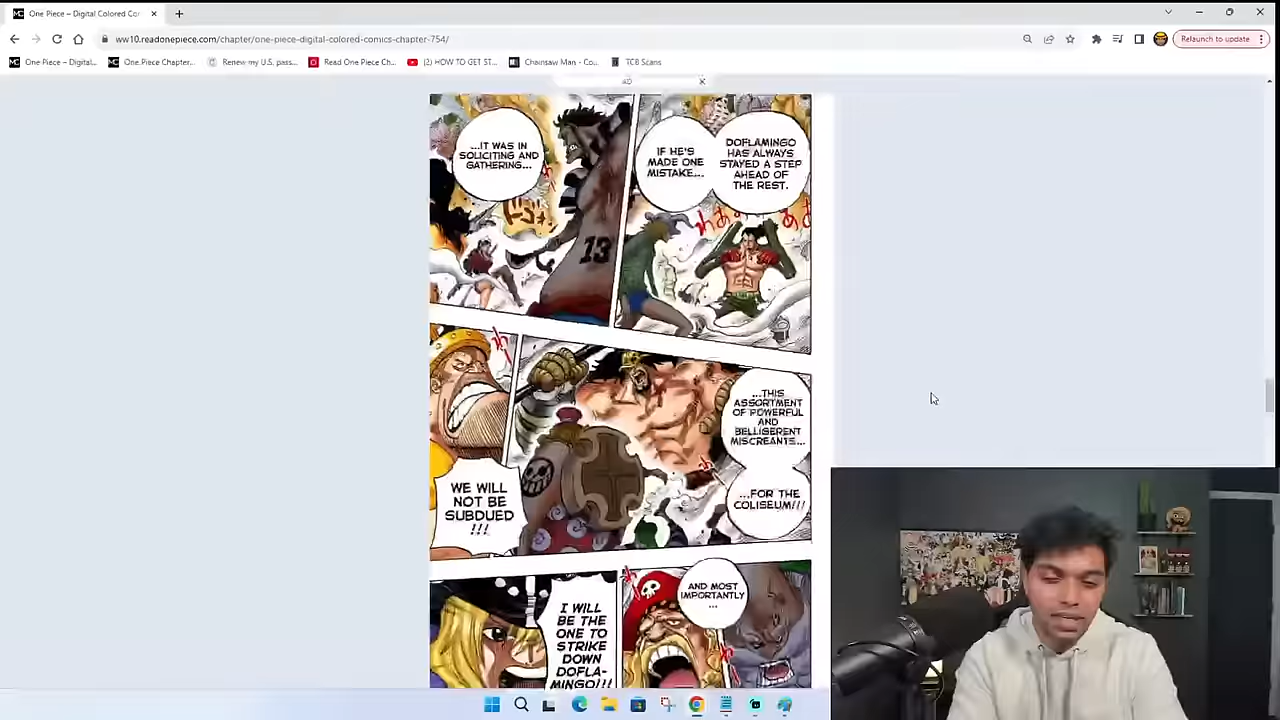 One Piece – Digital Colored Co
ww10.readonepiece.com/chapter/one-piece-digital-colored-comics-chapter-754/
Relaunch to update
One Piece – Digital...
One Piece Chapter...
Renew my U.S. pass...
Read One Piece Ch...
(2) HOW TO GET ST...
Chainsaw Man - Co...
TCB Scans
AD
DOFLAMINGO
HAS ALWAYS
STAYED A STEP
AHEAD OF
THE REST.
IF HE'S
MADE ONE
MISTAKE...
...IT WAS IN
SOLICITING AND
GATHERING...
13
...THIS
ASSORTMENT
OF POWERFUL
AND
BELLIGERENT
MISCREANTS...
...FOR THE
COLISEUM!!!
WE WILL
NOT BE
SUBDUED
!!!
AND MOST
IMPORTANTLY
...
I WILL
BE THE
ONE TO
STRIKE
DOWN
DOFLA-
MINGO!!!